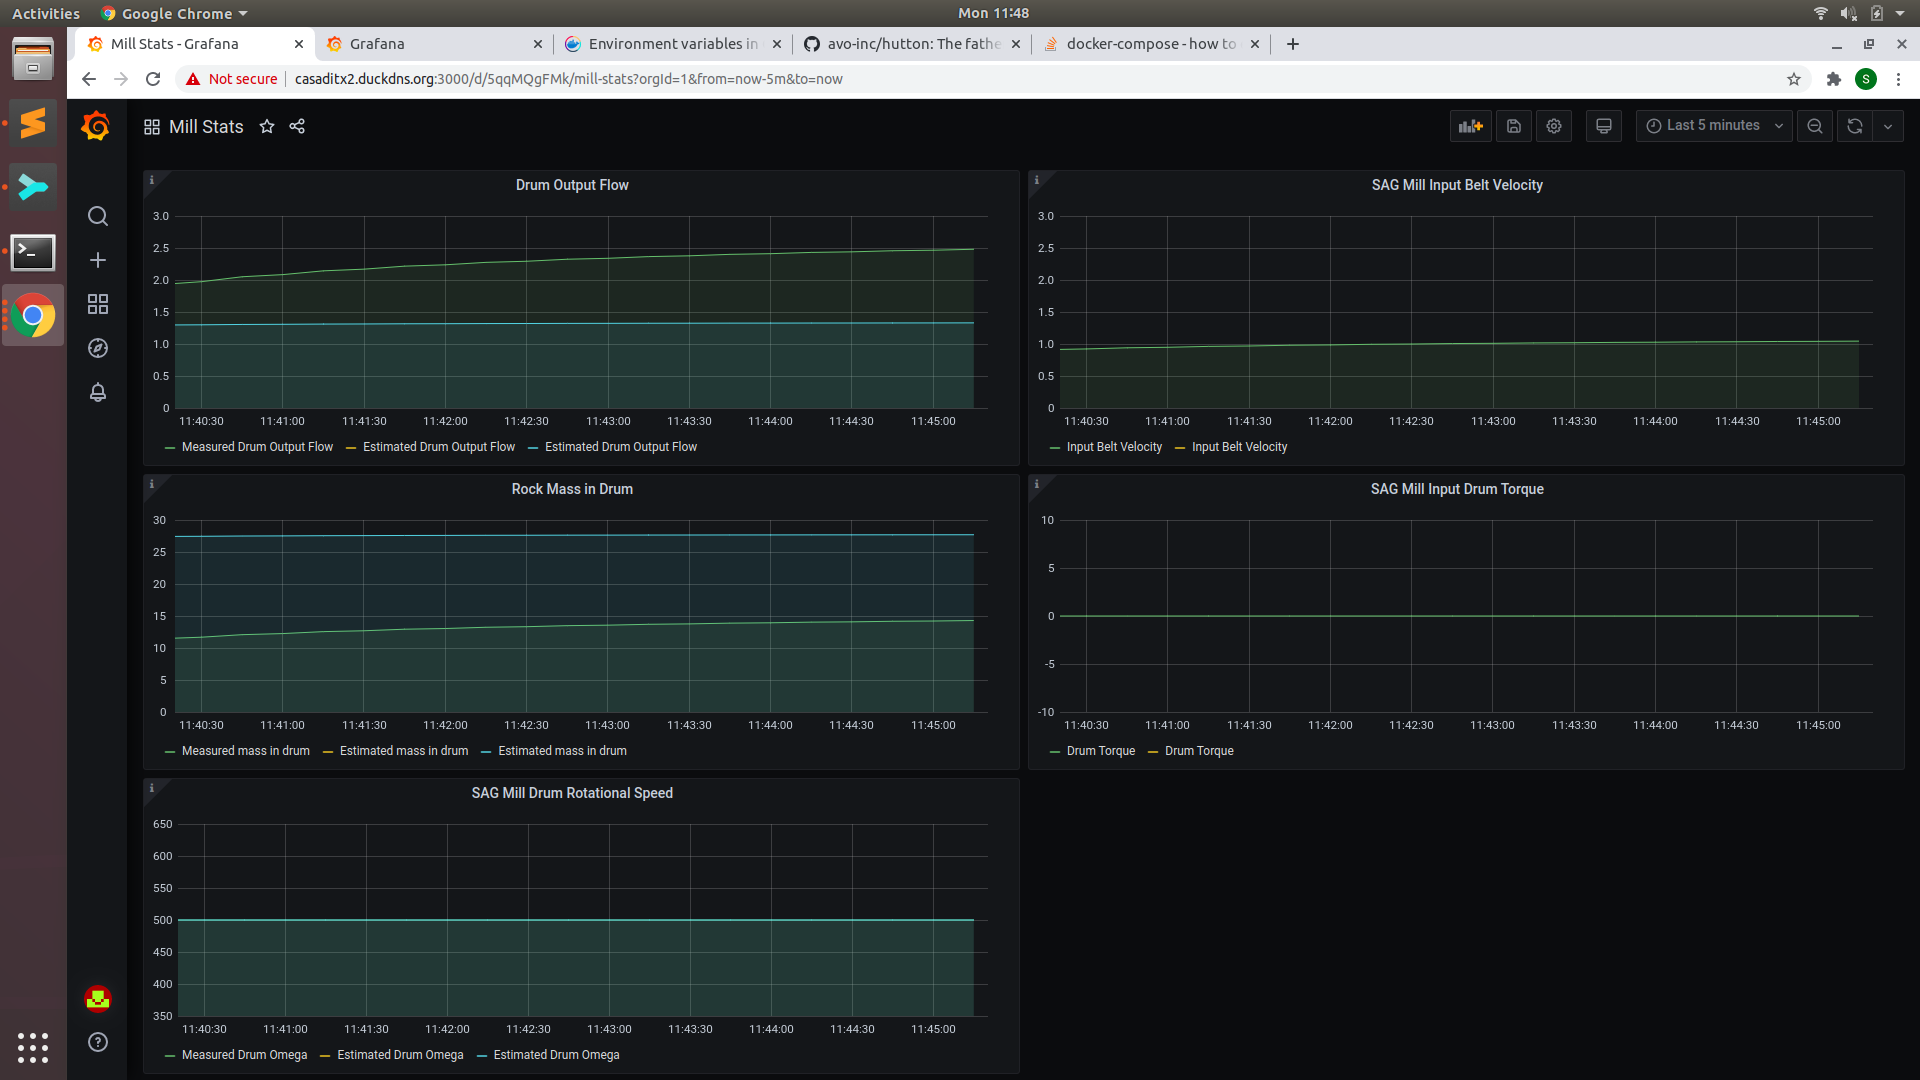 Activities Google Chrome Mon 11:48
Mill Stats - Grafana Grafana Environment variables in avo-inc/hutton: The fathe docker-compose - how to
Not secure casaditx2.duckdns.org:3000/d/5qqMQgFMk/mill-stats?orgId=1&from=now-5m&to=now S
Mill Stats Last 5 minutes
Drum Output Flow
3.0
2.5
2.0
1.5
1.0
0.5
0
11:40:30 11:41:00 11:41:30 11:42:00 11:42:30 11:43:00 11:43:30 11:44:00 11:44:30 11:45:00
Measured Drum Output Flow Estimated Drum Output Flow Estimated Drum Output Flow
SAG Mill Input Belt Velocity
3.0
2.5
2.0
1.5
1.0
0.5
0
11:40:30 11:41:00 11:41:30 11:42:00 11:42:30 11:43:00 11:43:30 11:44:00 11:44:30 11:45:00
Input Belt Velocity Input Belt Velocity
Rock Mass in Drum
30
25
20
15
10
5
0
11:40:30 11:41:00 11:41:30 11:42:00 11:42:30 11:43:00 11:43:30 11:44:00 11:44:30 11:45:00
Measured mass in drum Estimated mass in drum Estimated mass in drum
SAG Mill Input Drum Torque
10
5
0
-5
-10
11:40:30 11:41:00 11:41:30 11:42:00 11:42:30 11:43:00 11:43:30 11:44:00 11:44:30 11:45:00
Drum Torque Drum Torque
SAG Mill Drum Rotational Speed
650
600
550
500
450
400
350
11:40:30 11:41:00 11:41:30 11:42:00 11:42:30 11:43:00 11:43:30 11:44:00 11:44:30 11:45:00
Measured Drum Omega Estimated Drum Omega Estimated Drum Omega